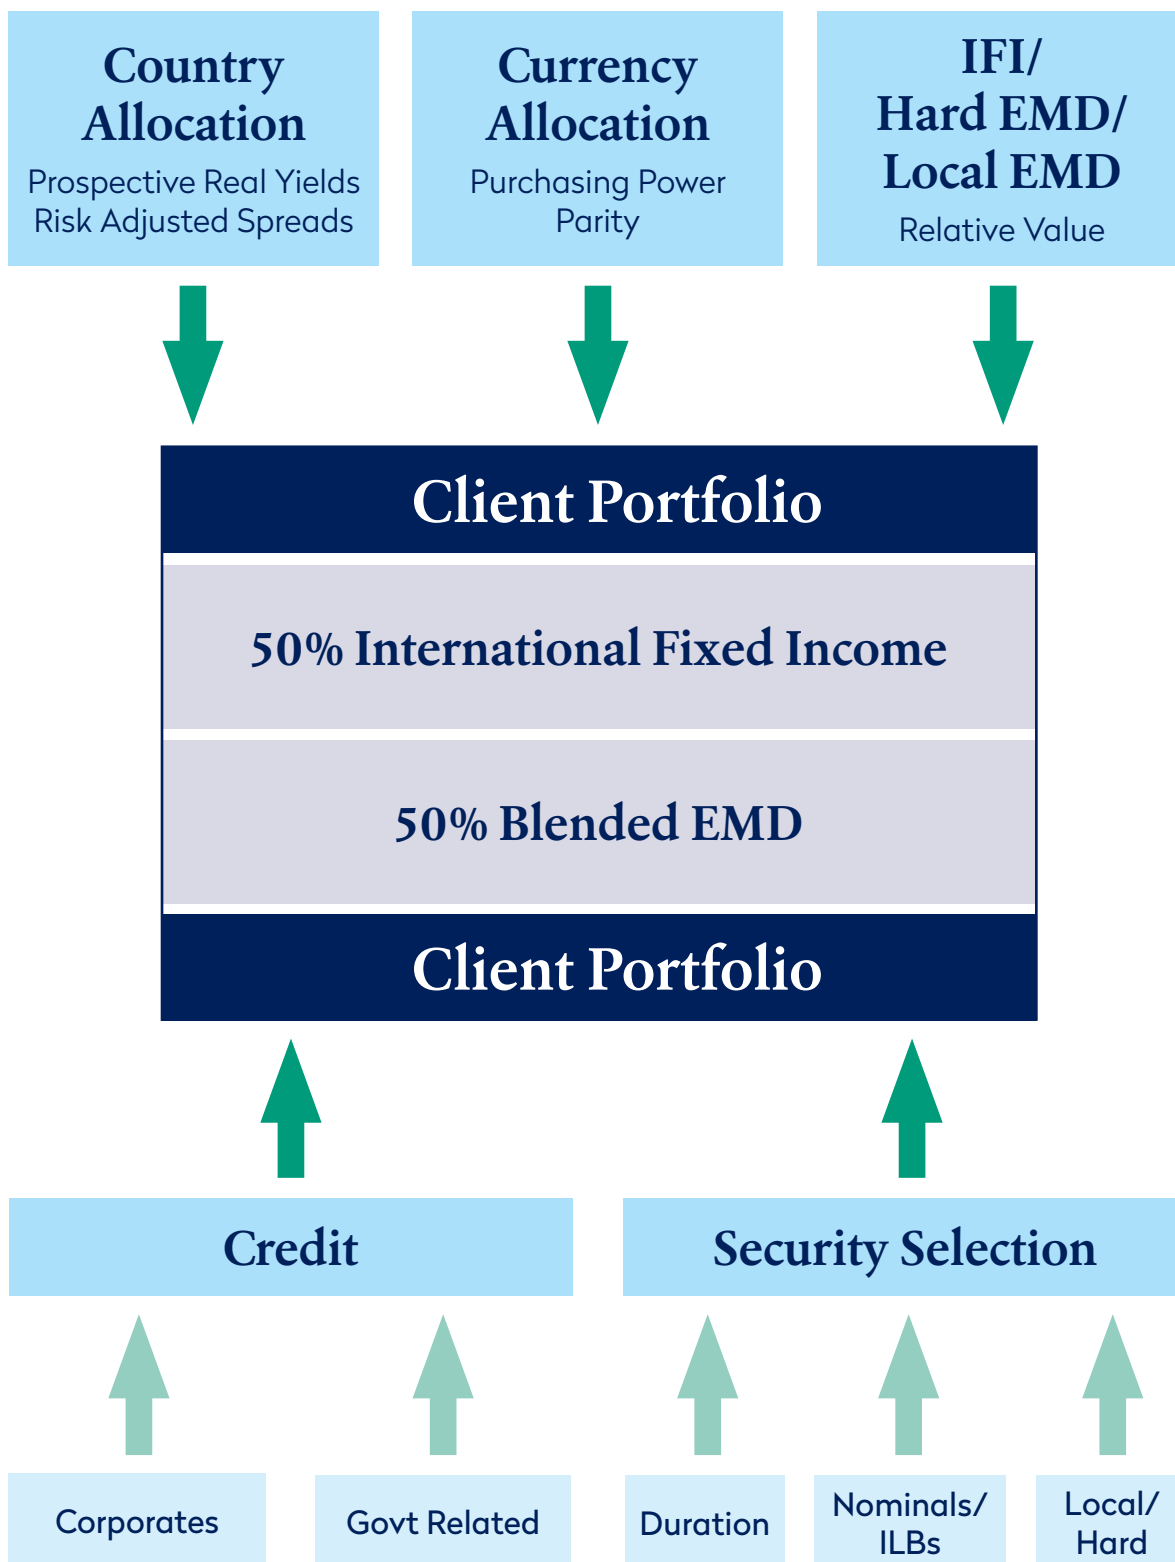 Country
Allocation
Prospective Real Yields
Risk Adjusted Spreads
Currency
Allocation
Purchasing Power
Parity
IFI/
Hard EMD/
Local EMD
Relative Value
Client Portfolio
50% International Fixed Income
50% Blended EMD
Client Portfolio
Credit
Security Selection
Corporates
Govt Related
Duration
Nominals/
ILBs
Local/
Hard